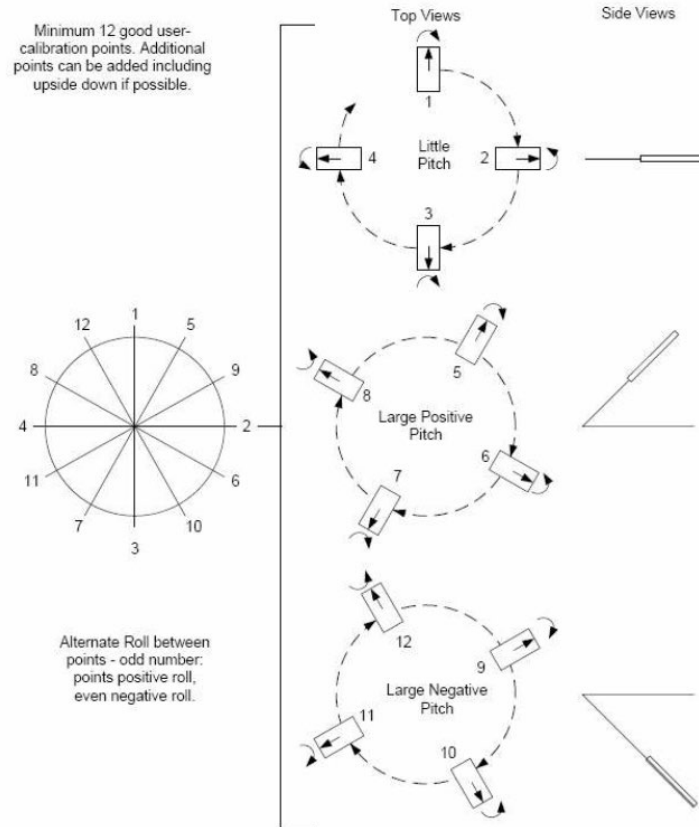 Minimum 12 good user-
calibration points. Additional
points can be added including
upside down if possible.
Top Views
Side Views
1
Little
Pitch
4
2
3
1
12
5
8
9
4
2
11
6
7
10
3
5
8
Large Positive
Pitch
6
7
Alternate Roll between
points - odd number:
points positive roll,
even negative roll.
12
9
Large Negative
Pitch
11
10